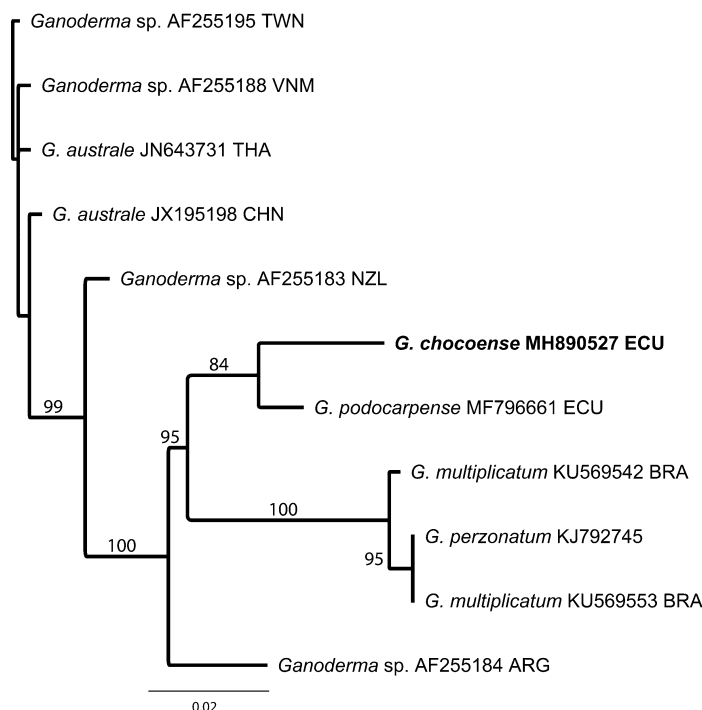 Ganoderma sp. AF255195 TWN
Ganoderma sp. AF255188 VNM
G. australe JN643731 THA
G. australe JX195198 CHN
Ganoderma sp. AF255183 NZL
G. chocoense MH890527 ECU
84
G. podocarpense MF796661 ECU
99
95
G. multiplicatum KU569542 BRA
100
G. perzonatum KJ792745
100
95
G. multiplicatum KU569553 BRA
Ganoderma sp. AF255184 ARG
0.02